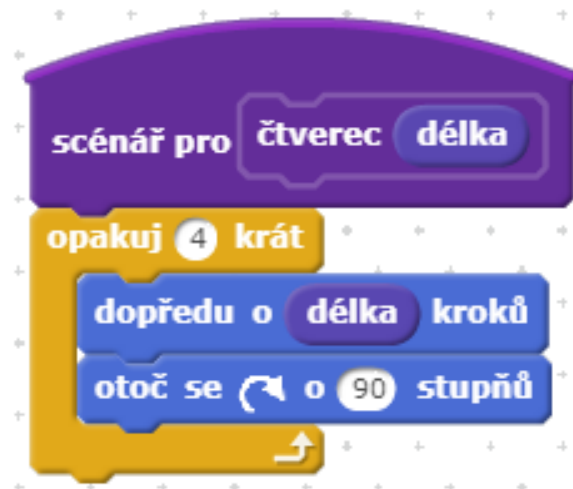 scénář pro čtverec délka
opakuj 4 krát
dopředu o délka kroků
otoč se o 90 stupňů